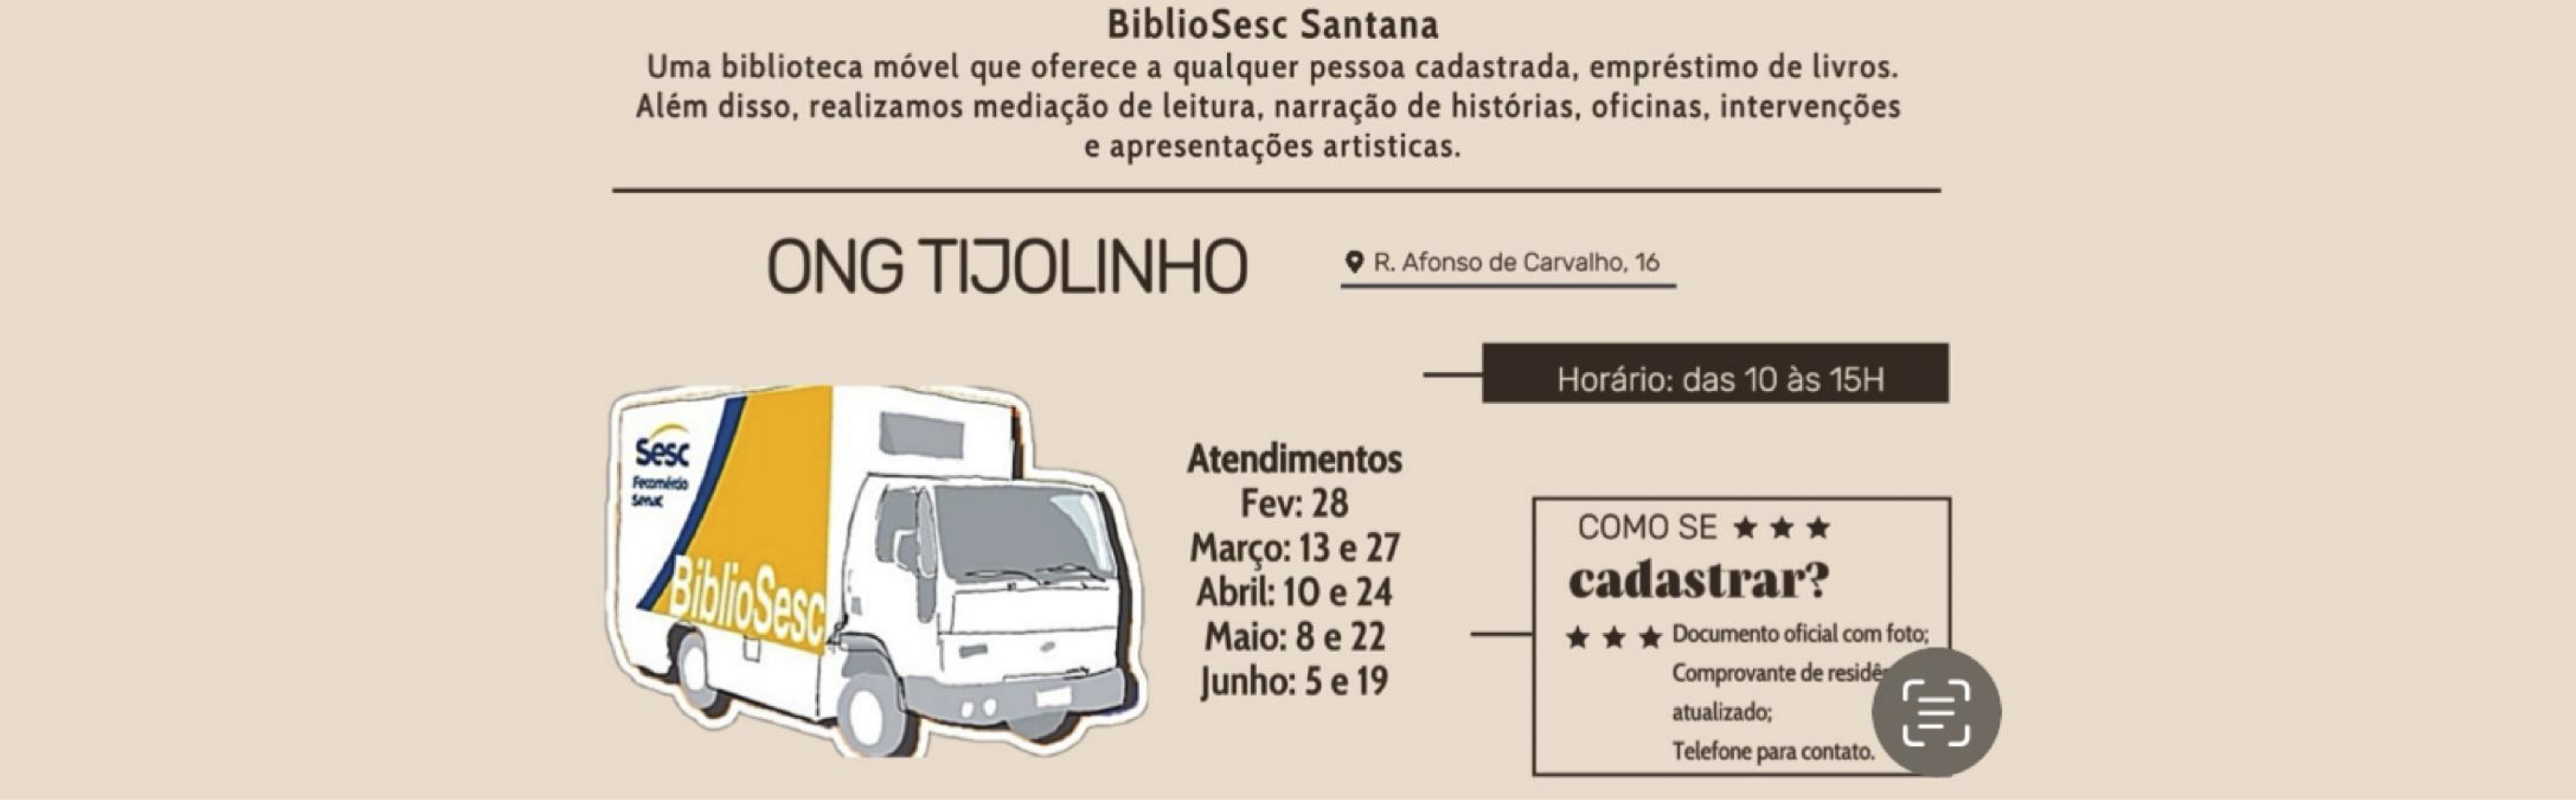 BiblioSesc Santana
Uma biblioteca móvel que oferece a qualquer pessoa cadastrada, empréstimo de livros.
Além disso, realizamos mediação de leitura, narração de histórias, oficinas, intervenções
e apresentações artisticas.
ONG TIJOLINHO
R. Afonso de Carvalho, 16
Horário: das 10 às 15H
Sesc
Fecomércio
Senac
BiblioSesc
Atendimentos
Fev: 28
Março: 13 e 27
Abril: 10 e 24
Maio: 8 e 22
Junho: 5 e 19
COMO SE
cadastrar?
Documento oficial com foto;
Comprovante de
atualizado;
Telefone para contato.